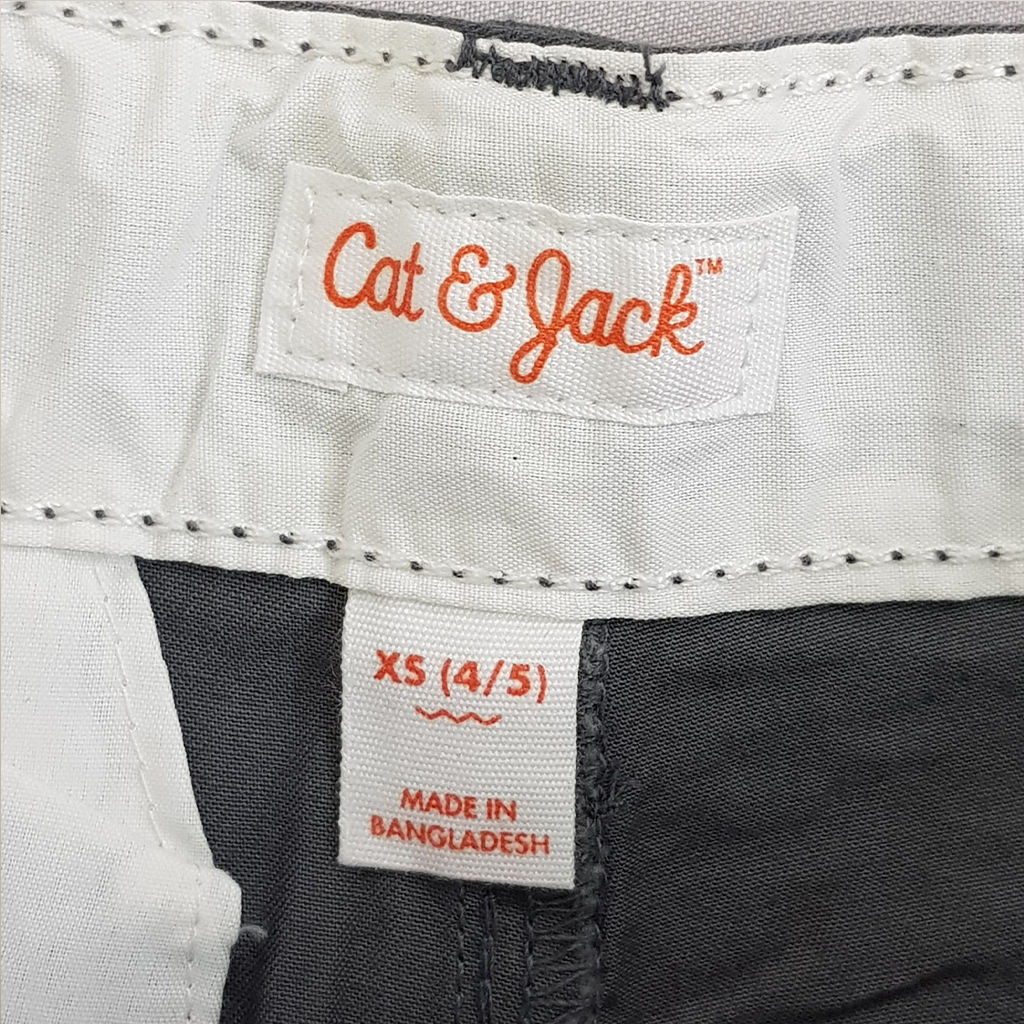 Cat & Jack™
XS (4/5)
MADE IN
BANGLADESH